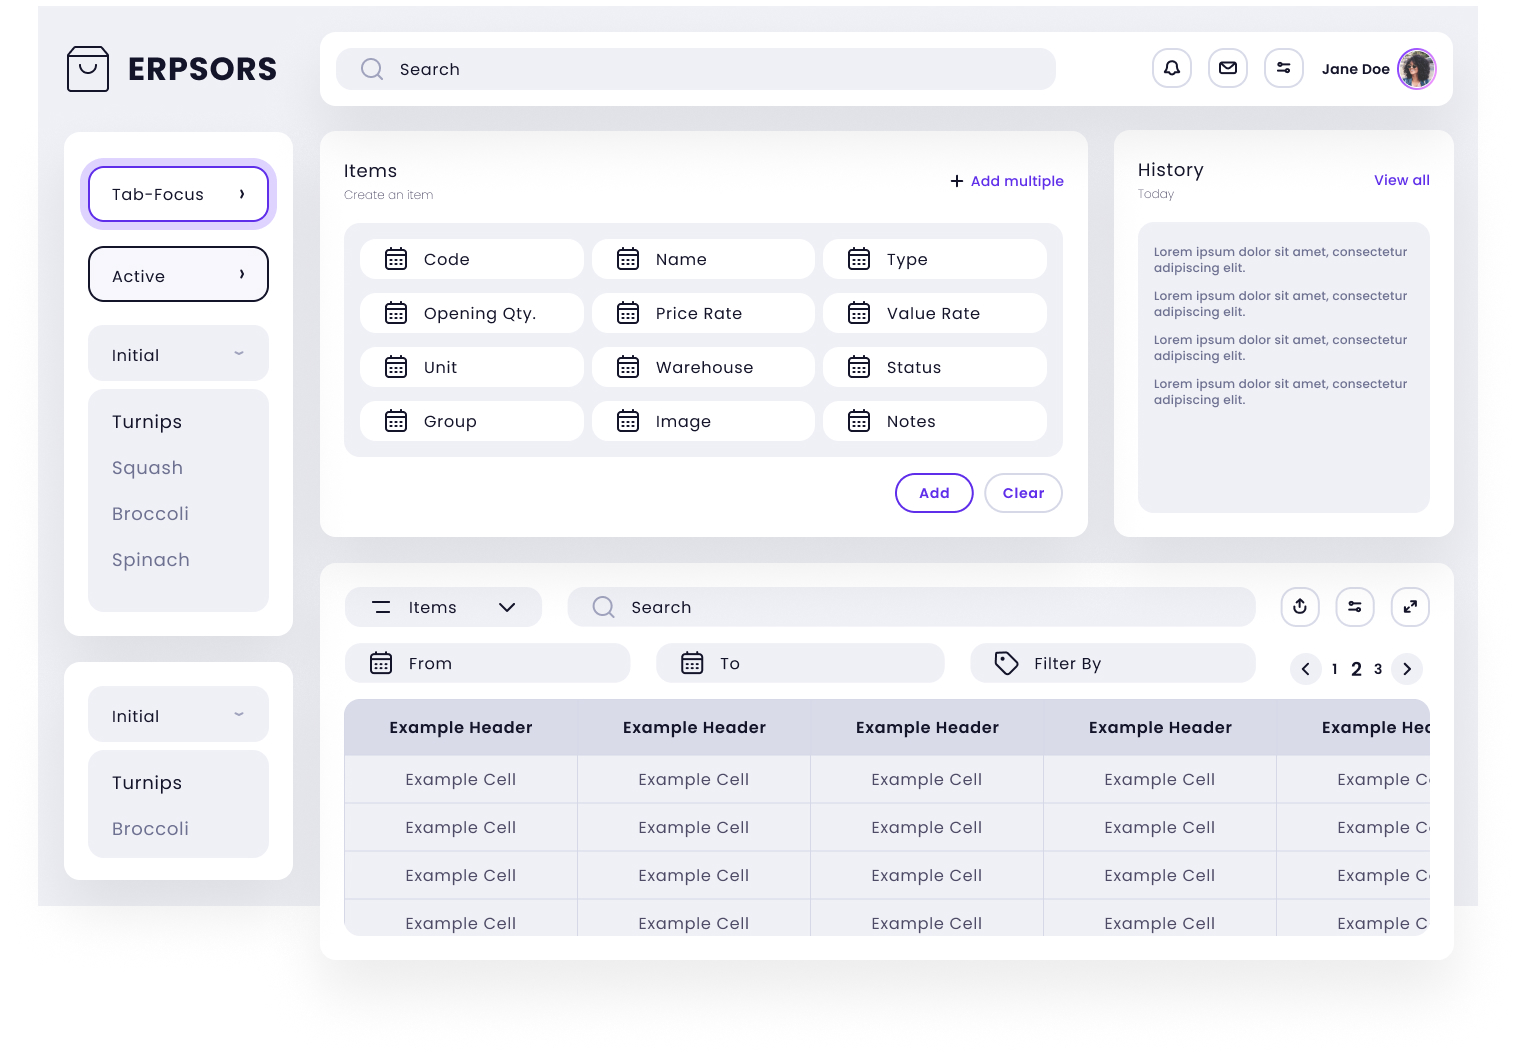 ERPSORS
Search
Jane Doe
Tab-Focus
Active
Initial
Turnips
Squash
Broccoli
Spinach
Initial
Turnips
Broccoli
Items
Create an item
Add multiple
Code Name Type
Opening Qty. Price Rate Value Rate
Unit Warehouse Status
Group Image Notes
Add Clear
History
Today
View all
Lorem ipsum dolor sit amet, consectetur
adipiscing elit.
Lorem ipsum dolor sit amet, consectetur
adipiscing elit.
Lorem ipsum dolor sit amet, consectetur
adipiscing elit.
Lorem ipsum dolor sit amet, consectetur
adipiscing elit.
Items Search
From To Filter By 1 2 3
Example Header Example Header Example Header Example Header Example
Example Cell Example Cell Example Cell Example Cell Example
Example Cell Example Cell Example Cell Example Cell Example
Example Cell Example Cell Example Cell Example Cell Example
Example Cell Example Cell Example Cell Example Cell Example